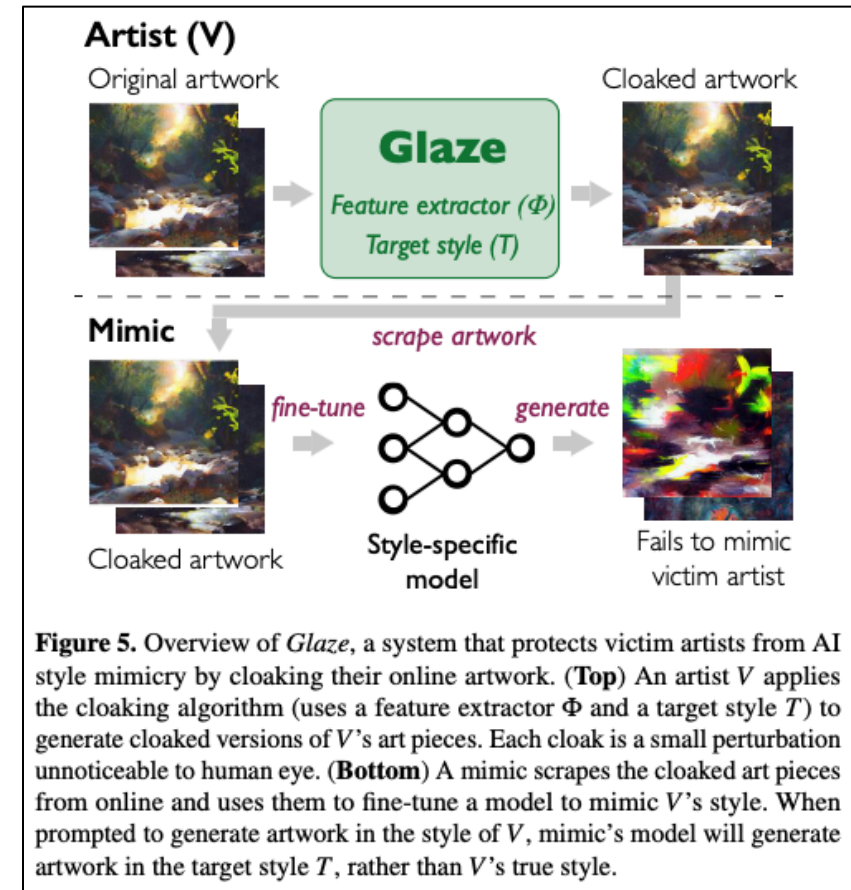 Artist (V)
Original artwork
Cloaked artwork
Glaze
Feature extractor (Φ)
Target style (T)
Mimic
scrape artwork
fine-tune
generate
Cloaked artwork
Style-specific
model
Fails to mimic
victim artist
Figure 5. Overview of Glaze, a system that protects victim artists from AI
style mimicry by cloaking their online artwork. (Top) An artist V applies
the cloaking algorithm (uses a feature extractor Φ and a target style T) to
generate cloaked versions of V's art pieces. Each cloak is a small perturbation
unnoticeable to human eye. (Bottom) A mimic scrapes the cloaked art pieces
from online and uses them to fine-tune a model to mimic V's style. When
prompted to generate artwork in the style of V, mimic's model will generate
artwork in the target style T, rather than V's true style.